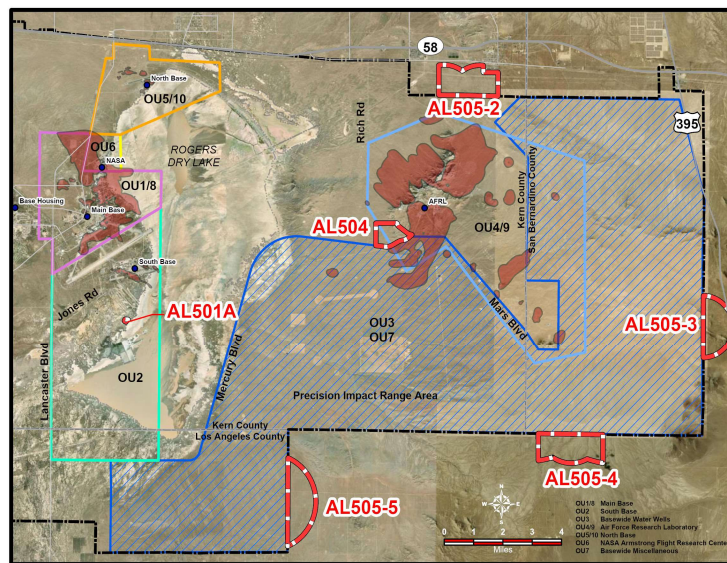 58
AL505-2
North Base
OU5/10
395
Rich Rd
OU6
ROGERS
DRY LAKE
NASA
OU1/8
Kern County
San Bernardino County
Base Housing
Main Base
AFRL
AL504
OU4/9
South Base
Jones Rd
AL501A
Mercury Blvd
OU3
OU7
Mars Blvd
AL505-3
Lancaster Blvd
OU2
Precision Impact Range Area
Kern County
Los Angeles County
AL505-4
AL505-5
N
W
E
S
0 1 2 3 4
Miles
OU1/8 Main Base
OU2 South Base
OU3 Basewide Water Wells
OU4/9 Air Force Research Laboratory
OU5/10 North Base
OU6 NASA Armstrong Flight Research Center
OU7 Basewide Miscellaneous